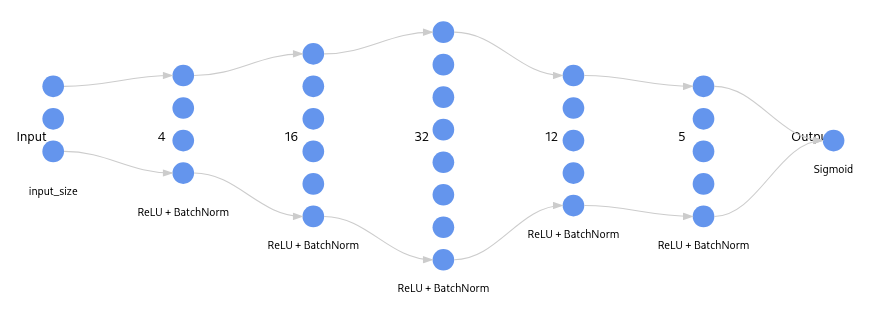 Input
input_size
4
ReLU + BatchNorm
16
ReLU + BatchNorm
32
ReLU + BatchNorm
12
ReLU + BatchNorm
5
ReLU + BatchNorm
Output
Sigmoid